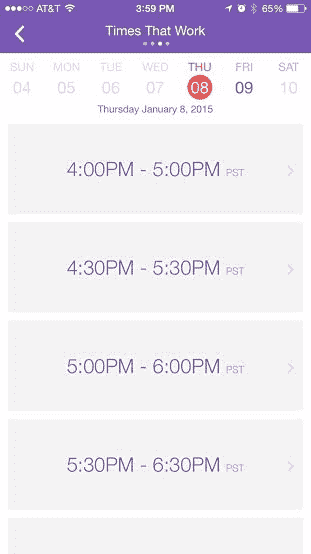 AT&T 3:59 PM 65%
Times That Work
SUN MON TUE WED THU FRI SAT
04 05 06 07 08 09 10
Thursday January 8, 2015
4:00PM - 5:00PM PST
4:30PM - 5:30PM PST
5:00PM - 6:00PM PST
5:30PM - 6:30PM PST